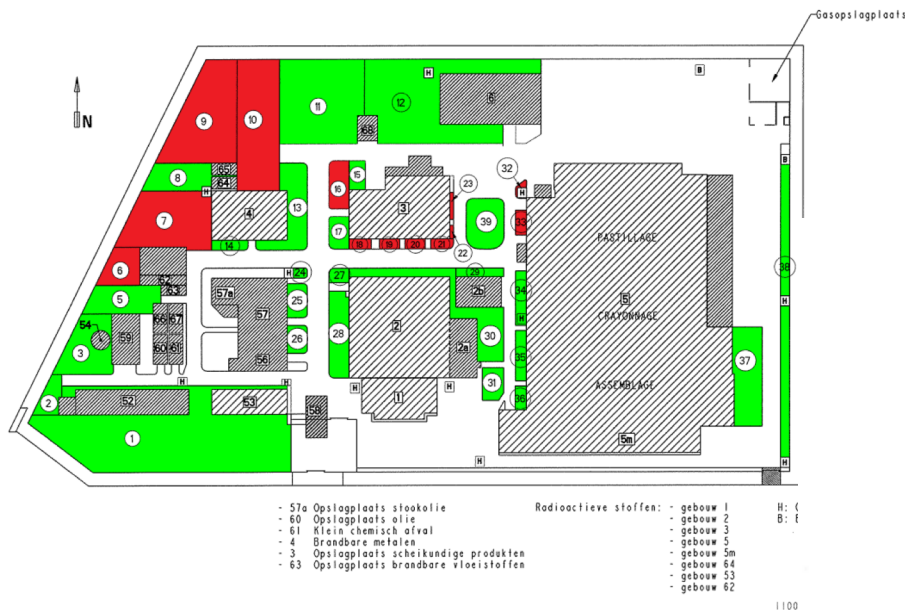 Gasopslagplaats
H
B
6
9
10
11
12
68
32
H
65
8
64
H
15
16
23
33
13
4
3
39
7
17
PASTILLAGE
14
18
19
20
21
22
6
62
H
24
27
29
38
63
57a
25
2b
34
5
57
5
H
54
66
67
CRAYONNAGE
H
3
59
26
28
2
30
60
61
56
2a
35
37
H
H
31
ASSEMBLAGE
H
H
2
52
53
1
36
58
1
5m
H
H
N
- 57a Opslagplaats stookolie
- 60 Opslagplaats olie
- 61 Klein chemisch afval
- 4 Brandbare metalen
- 3 Opslagplaats scheikundige produkten
- 63 Opslagplaats brandbare vloeistoffen
Radioactieve stoffen: - gebouw 1
- gebouw 2
- gebouw 3
- gebouw 5
- gebouw 5m
- gebouw 64
- gebouw 53
- gebouw 62
H:
B:
1100